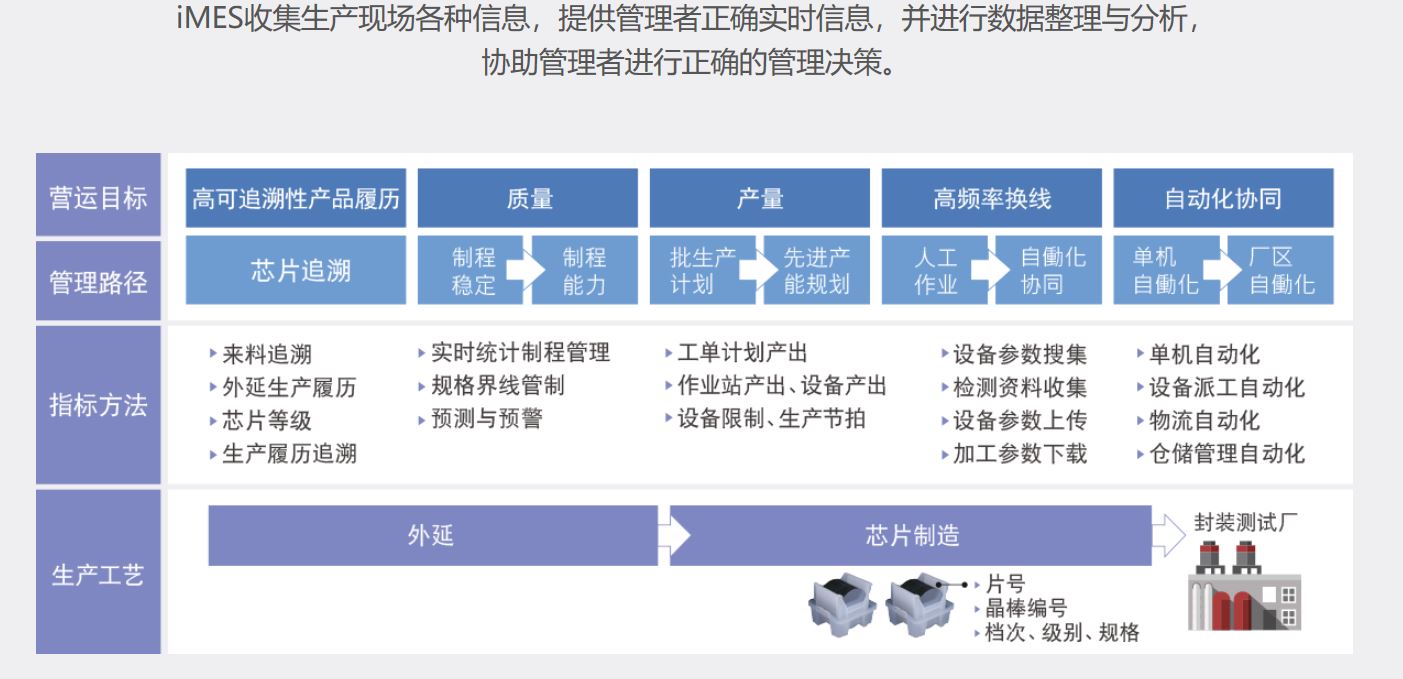 iMES收集生产现场各种信息，提供管理者正确实时信息，并进行数据整理与分析，
协助管理者进行正确的管理决策。
营运目标
高可追溯性产品履历
质量
产量
高频率换线
自动化协同
管理路径
芯片追溯
制程
稳定
制程
能力
批生产
计划
先进产
能规划
人工
作业
自働化
协同
单机
自働化
厂区
自働化
指标方法
来料追溯
外延生产履历
芯片等级
生产履历追溯
实时统计制程管理
规格界线管制
预测与预警
工单计划产出
作业站产出、设备产出
设备限制、生产节拍
设备参数搜集
检测资料收集
设备参数上传
加工参数下载
单机自动化
设备派工自动化
物流自动化
仓储管理自动化
生产工艺
外延
芯片制造
封装测试厂
片号
晶棒编号
档次、级别、规格